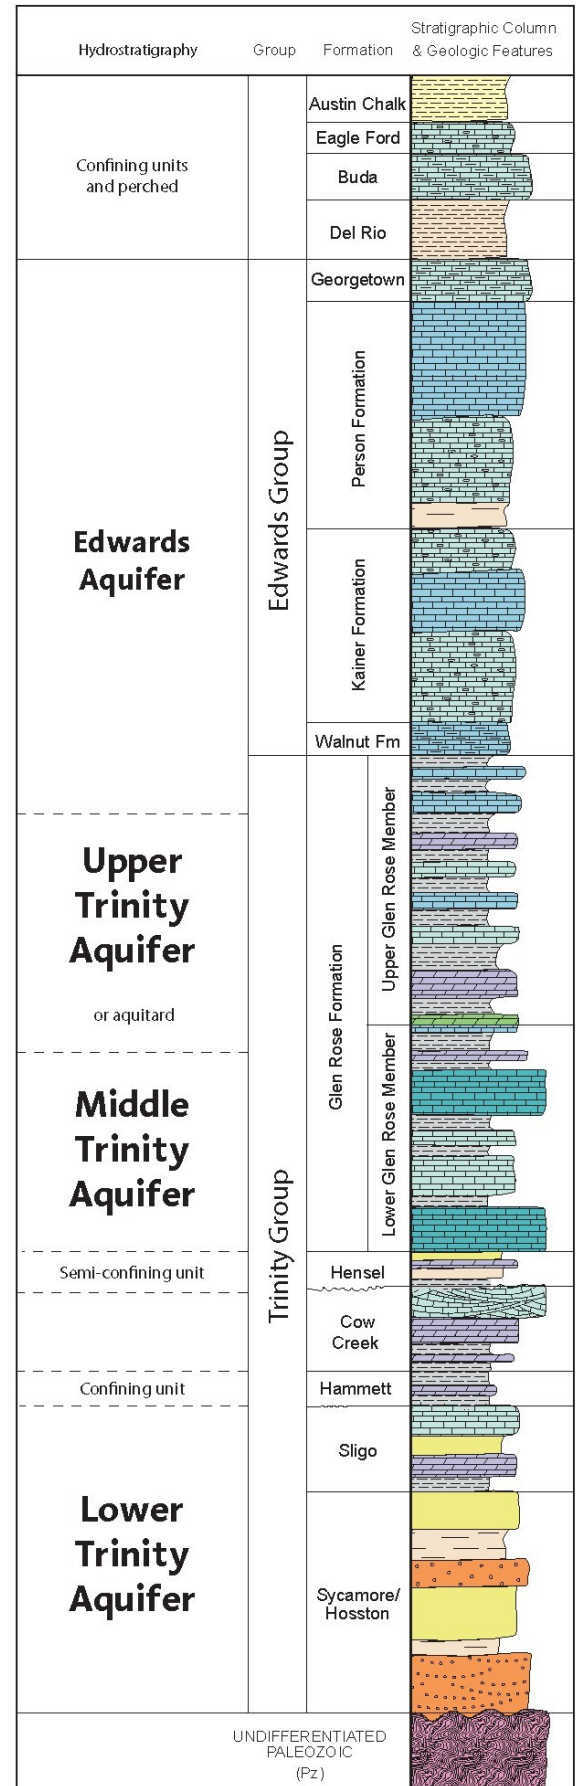 Hydrostratigraphy
Group
Formation
Stratigraphic Column
& Geologic Features
Confining units
and perched
Austin Chalk
Eagle Ford
Buda
Del Rio
Edwards
Aquifer
Edwards Group
Georgetown
Person Formation
Kainer Formation
Walnut Fm
Upper
Trinity
Aquifer
or aquitard
Middle
Trinity
Aquifer
Trinity Group
Glen Rose Formation
Upper Glen Rose Member
Lower Glen Rose Member
Semi-confining unit
Hensel
Cow
Creek
Confining unit
Hammett
Lower
Trinity
Aquifer
Sligo
Sycamore/
Hosston
UNDIFFERENTIATED
PALEOZOIC
(Pz)